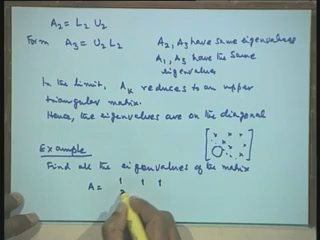 A₂ = L₂ U₂
Form A₃ = U₂ L₂
A₂, A₃ have same eigenvalues
A₁, A₃ have the same
eigenvalues
In the limit, Aₖ reduces to an upper
triangular matrix.
Hence, the eigenvalues are on the diagonal
Example
Find all the eigenvalues of the matrix
A = 1 1 1